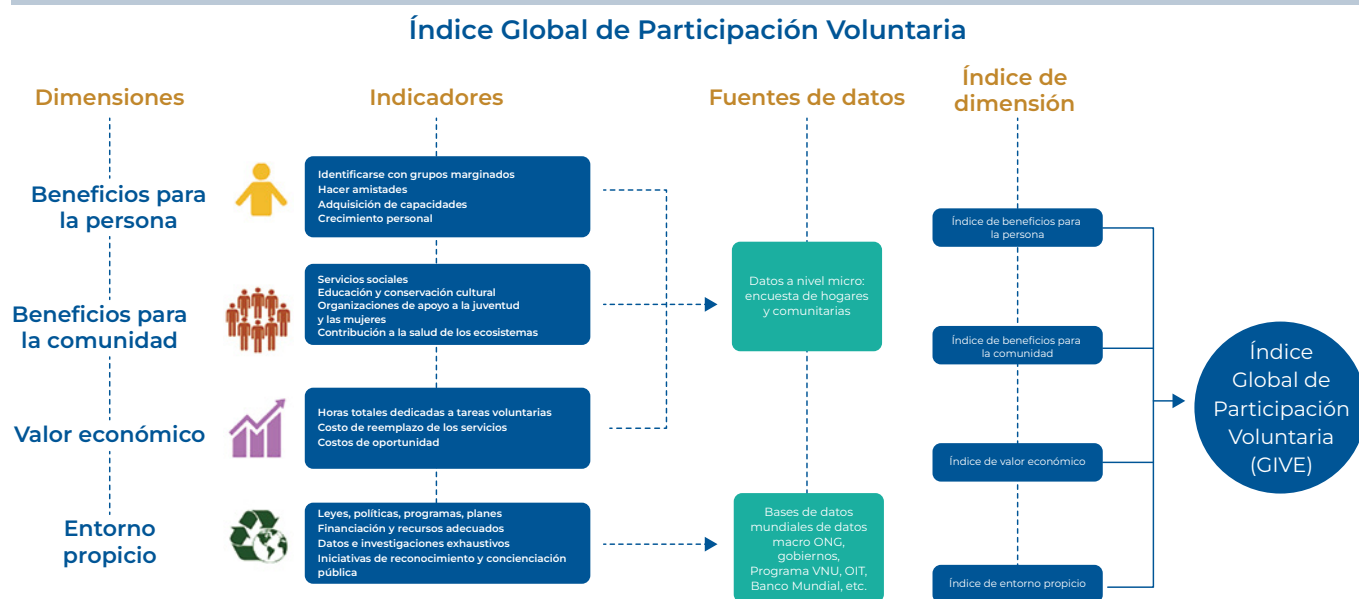 Índice Global de Participación Voluntaria
Dimensiones
Indicadores
Fuentes de datos
Índice de
dimensión
Beneficios para
la persona
Identificarse con grupos marginados
Hacer amistades
Adquisición de capacidades
Crecimiento personal
Beneficios para
la comunidad
Servicios sociales
Educación y conservación cultural
Organizaciones de apoyo a la juventud
y las mujeres
Contribución a la salud de los ecosistemas
Valor económico
Horas totales dedicadas a tareas voluntarias
Costo de reemplazo de los servicios
Costos de oportunidad
Entorno
propicio
Leyes, políticas, programas, planes
Financiación y recursos adecuados
Datos e investigaciones exhaustivos
Iniciativas de reconocimiento y concienciación
pública
Datos a nivel micro:
encuesta de hogares
y comunitarias
Bases de datos
mundiales de datos
macro ONG,
gobiernos,
Programa VNU, OIT,
Banco Mundial, etc.
Índice de beneficios para
la persona
Índice de beneficios para
la comunidad
Índice de valor económico
Índice de entorno propicio
Índice
Global de
Participación
Voluntaria
(GIVE)